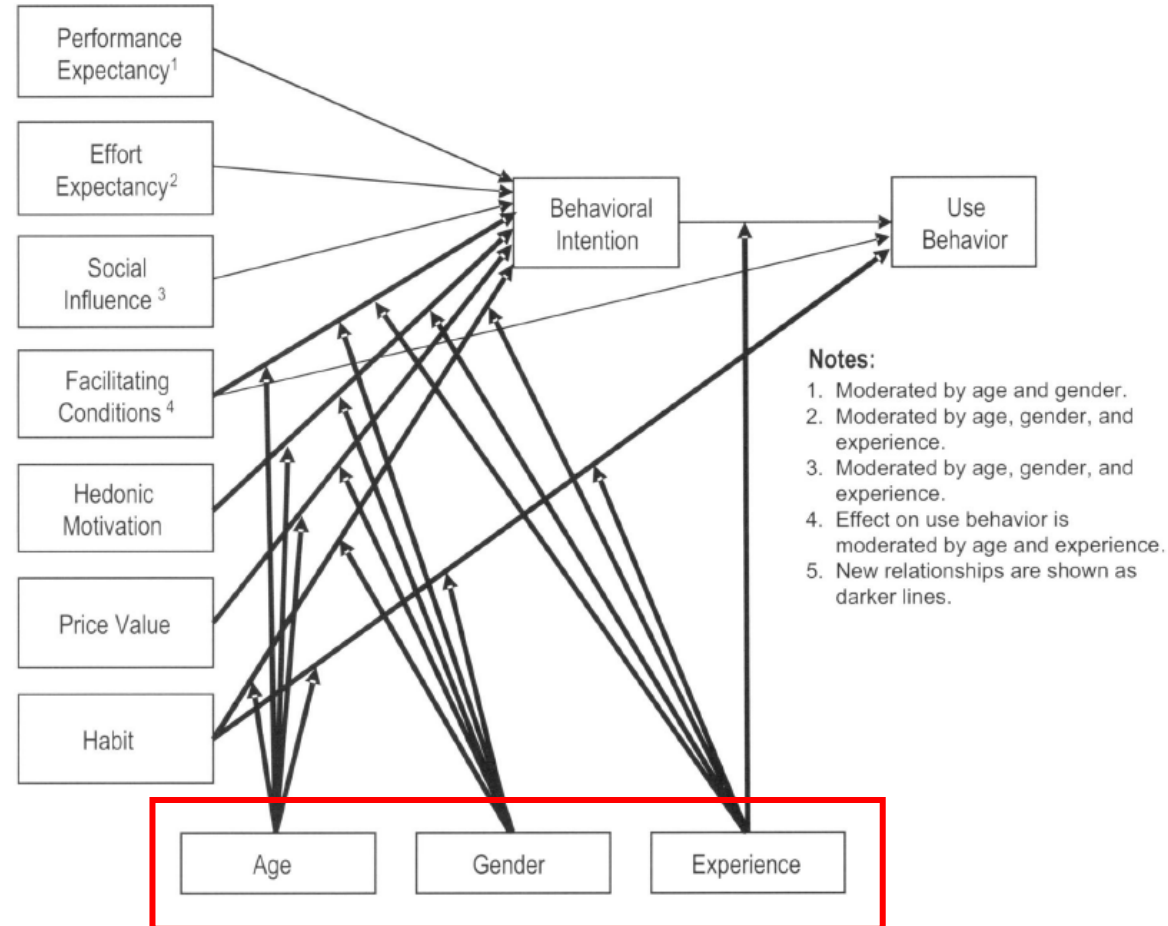 Performance
Expectancy¹
Effort
Expectancy²
Behavioral
Intention
Use
Behavior
Social
Influence ³
Facilitating
Conditions ⁴
Hedonic
Motivation
Price Value
Habit
Notes:
1. Moderated by age and gender.
2. Moderated by age, gender, and
experience.
3. Moderated by age, gender, and
experience.
4. Effect on use behavior is
moderated by age and experience.
5. New relationships are shown as
darker lines.
Age
Gender
Experience